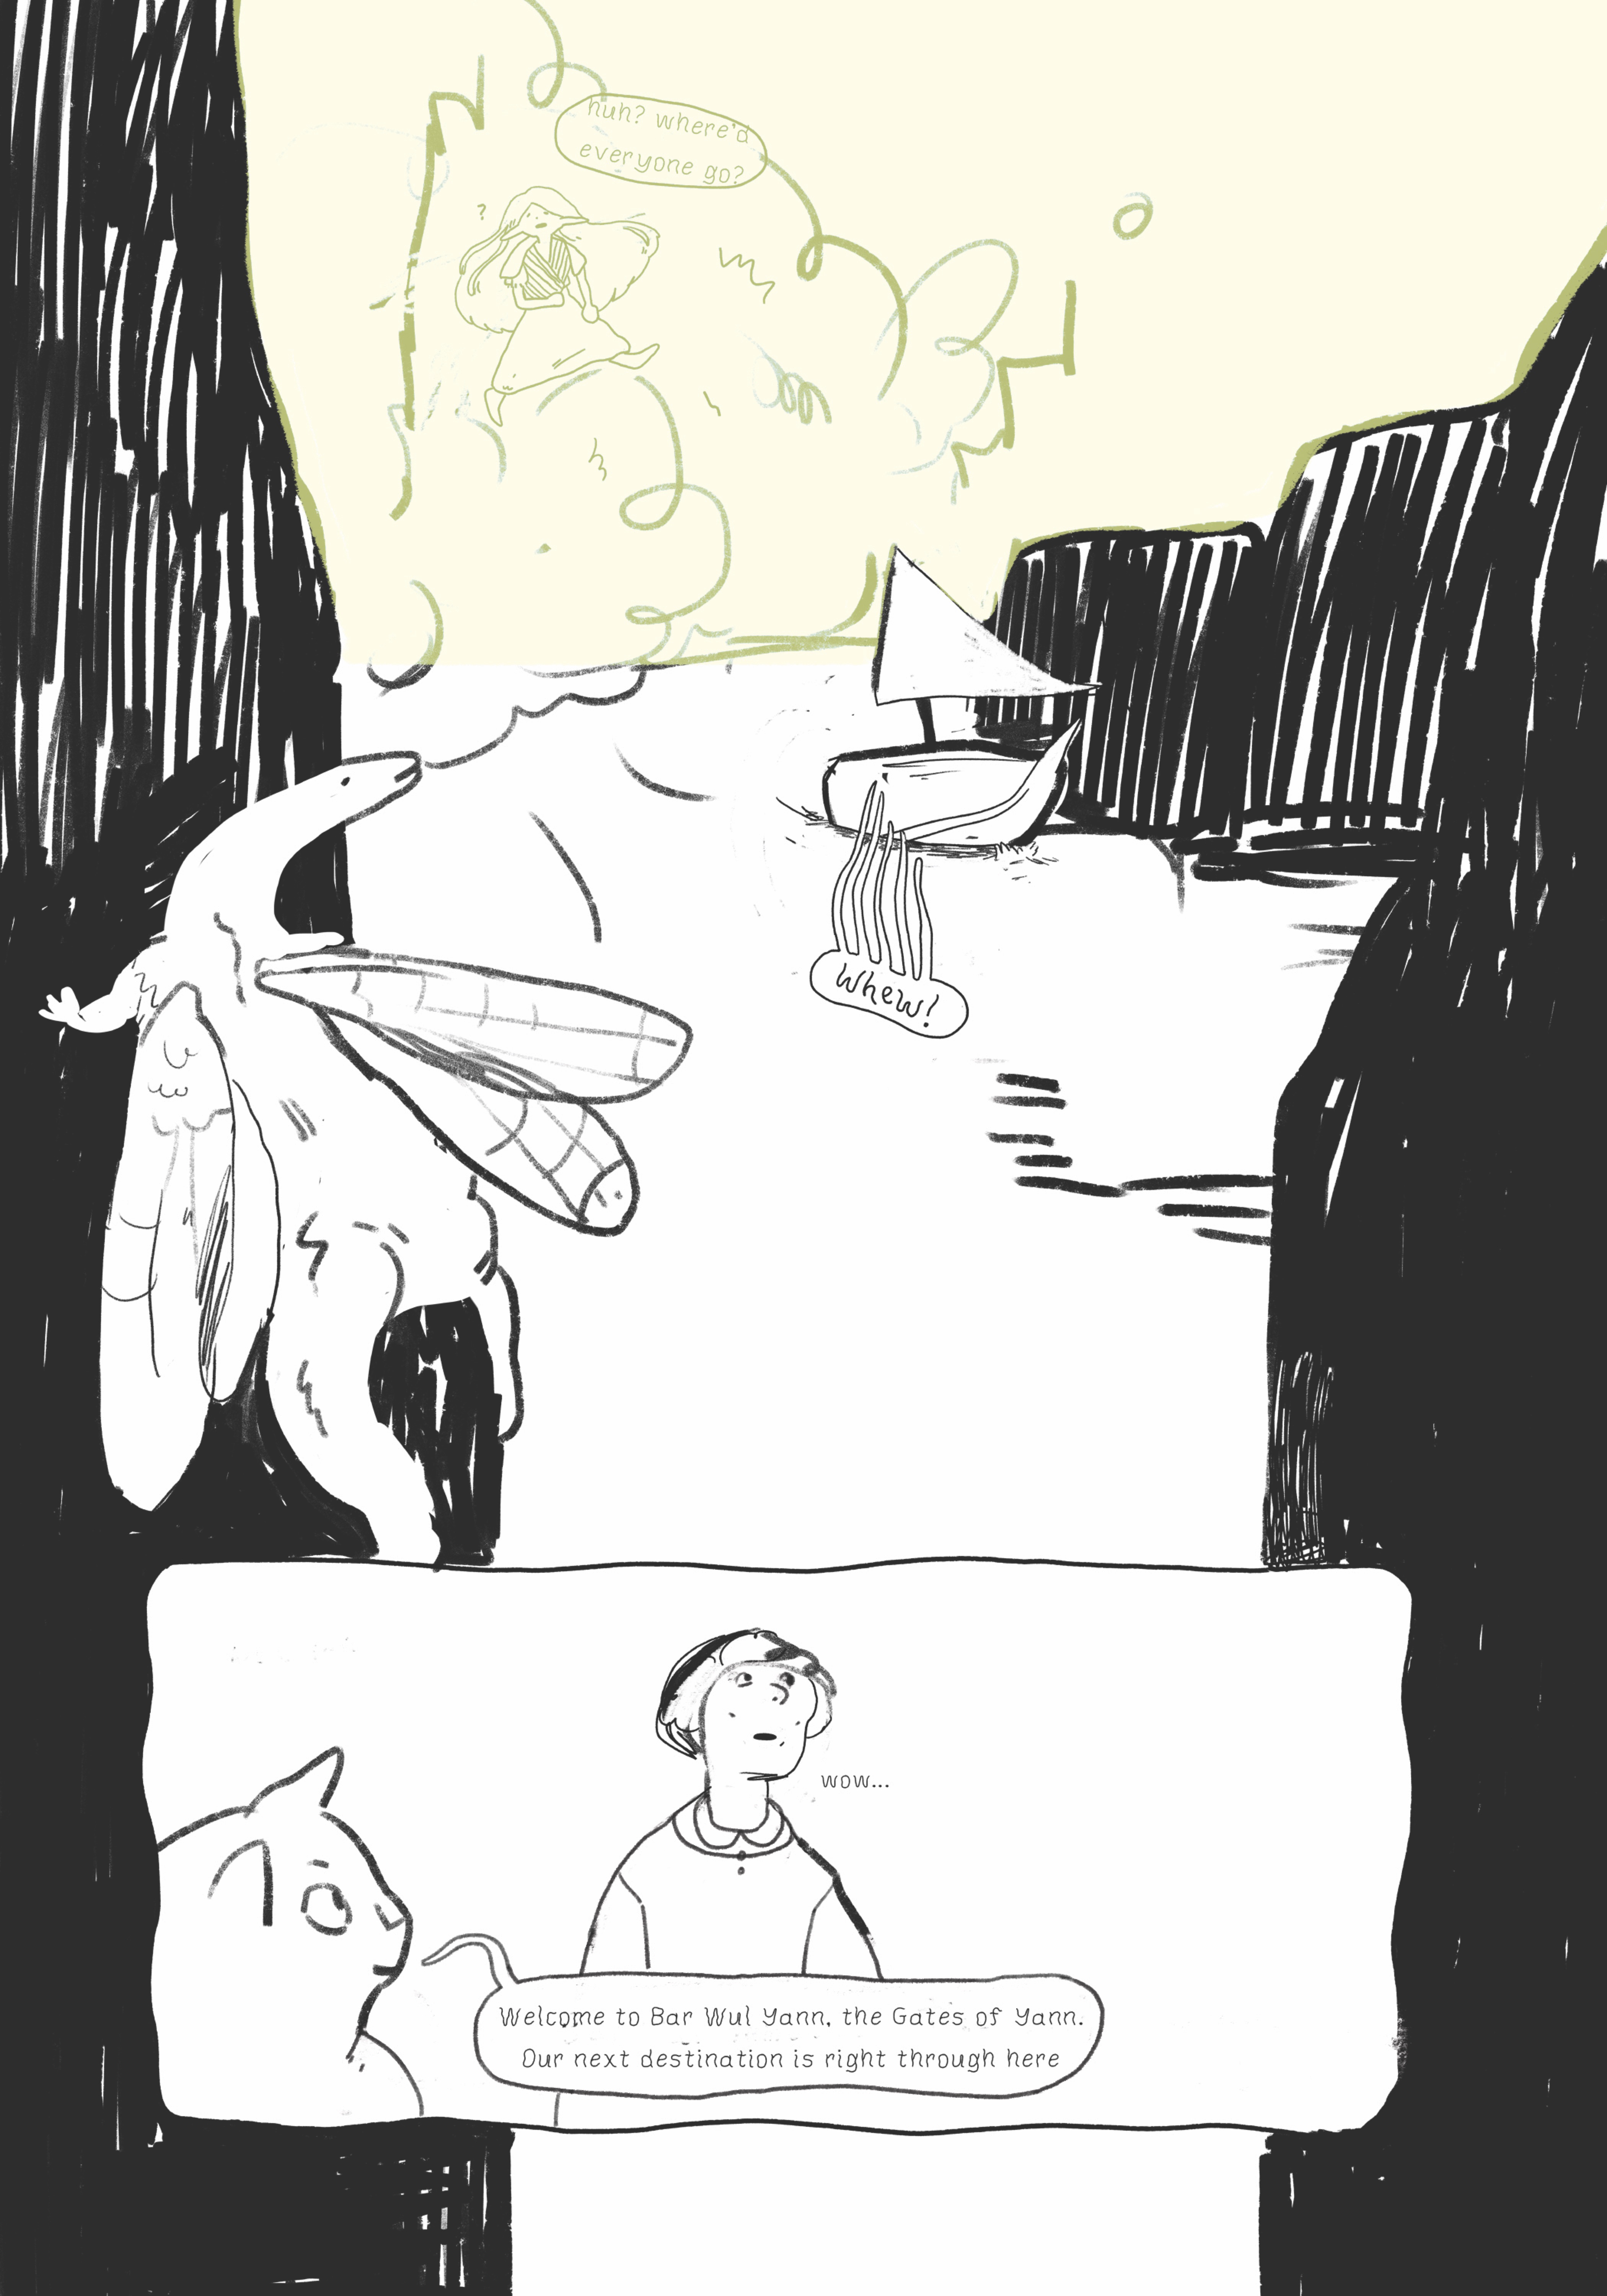 huh? where'd
everyone go?
?
Whew!
wow...
Welcome to Bar Wul Yann, the Gates of Yann.
Our next destination is right through here